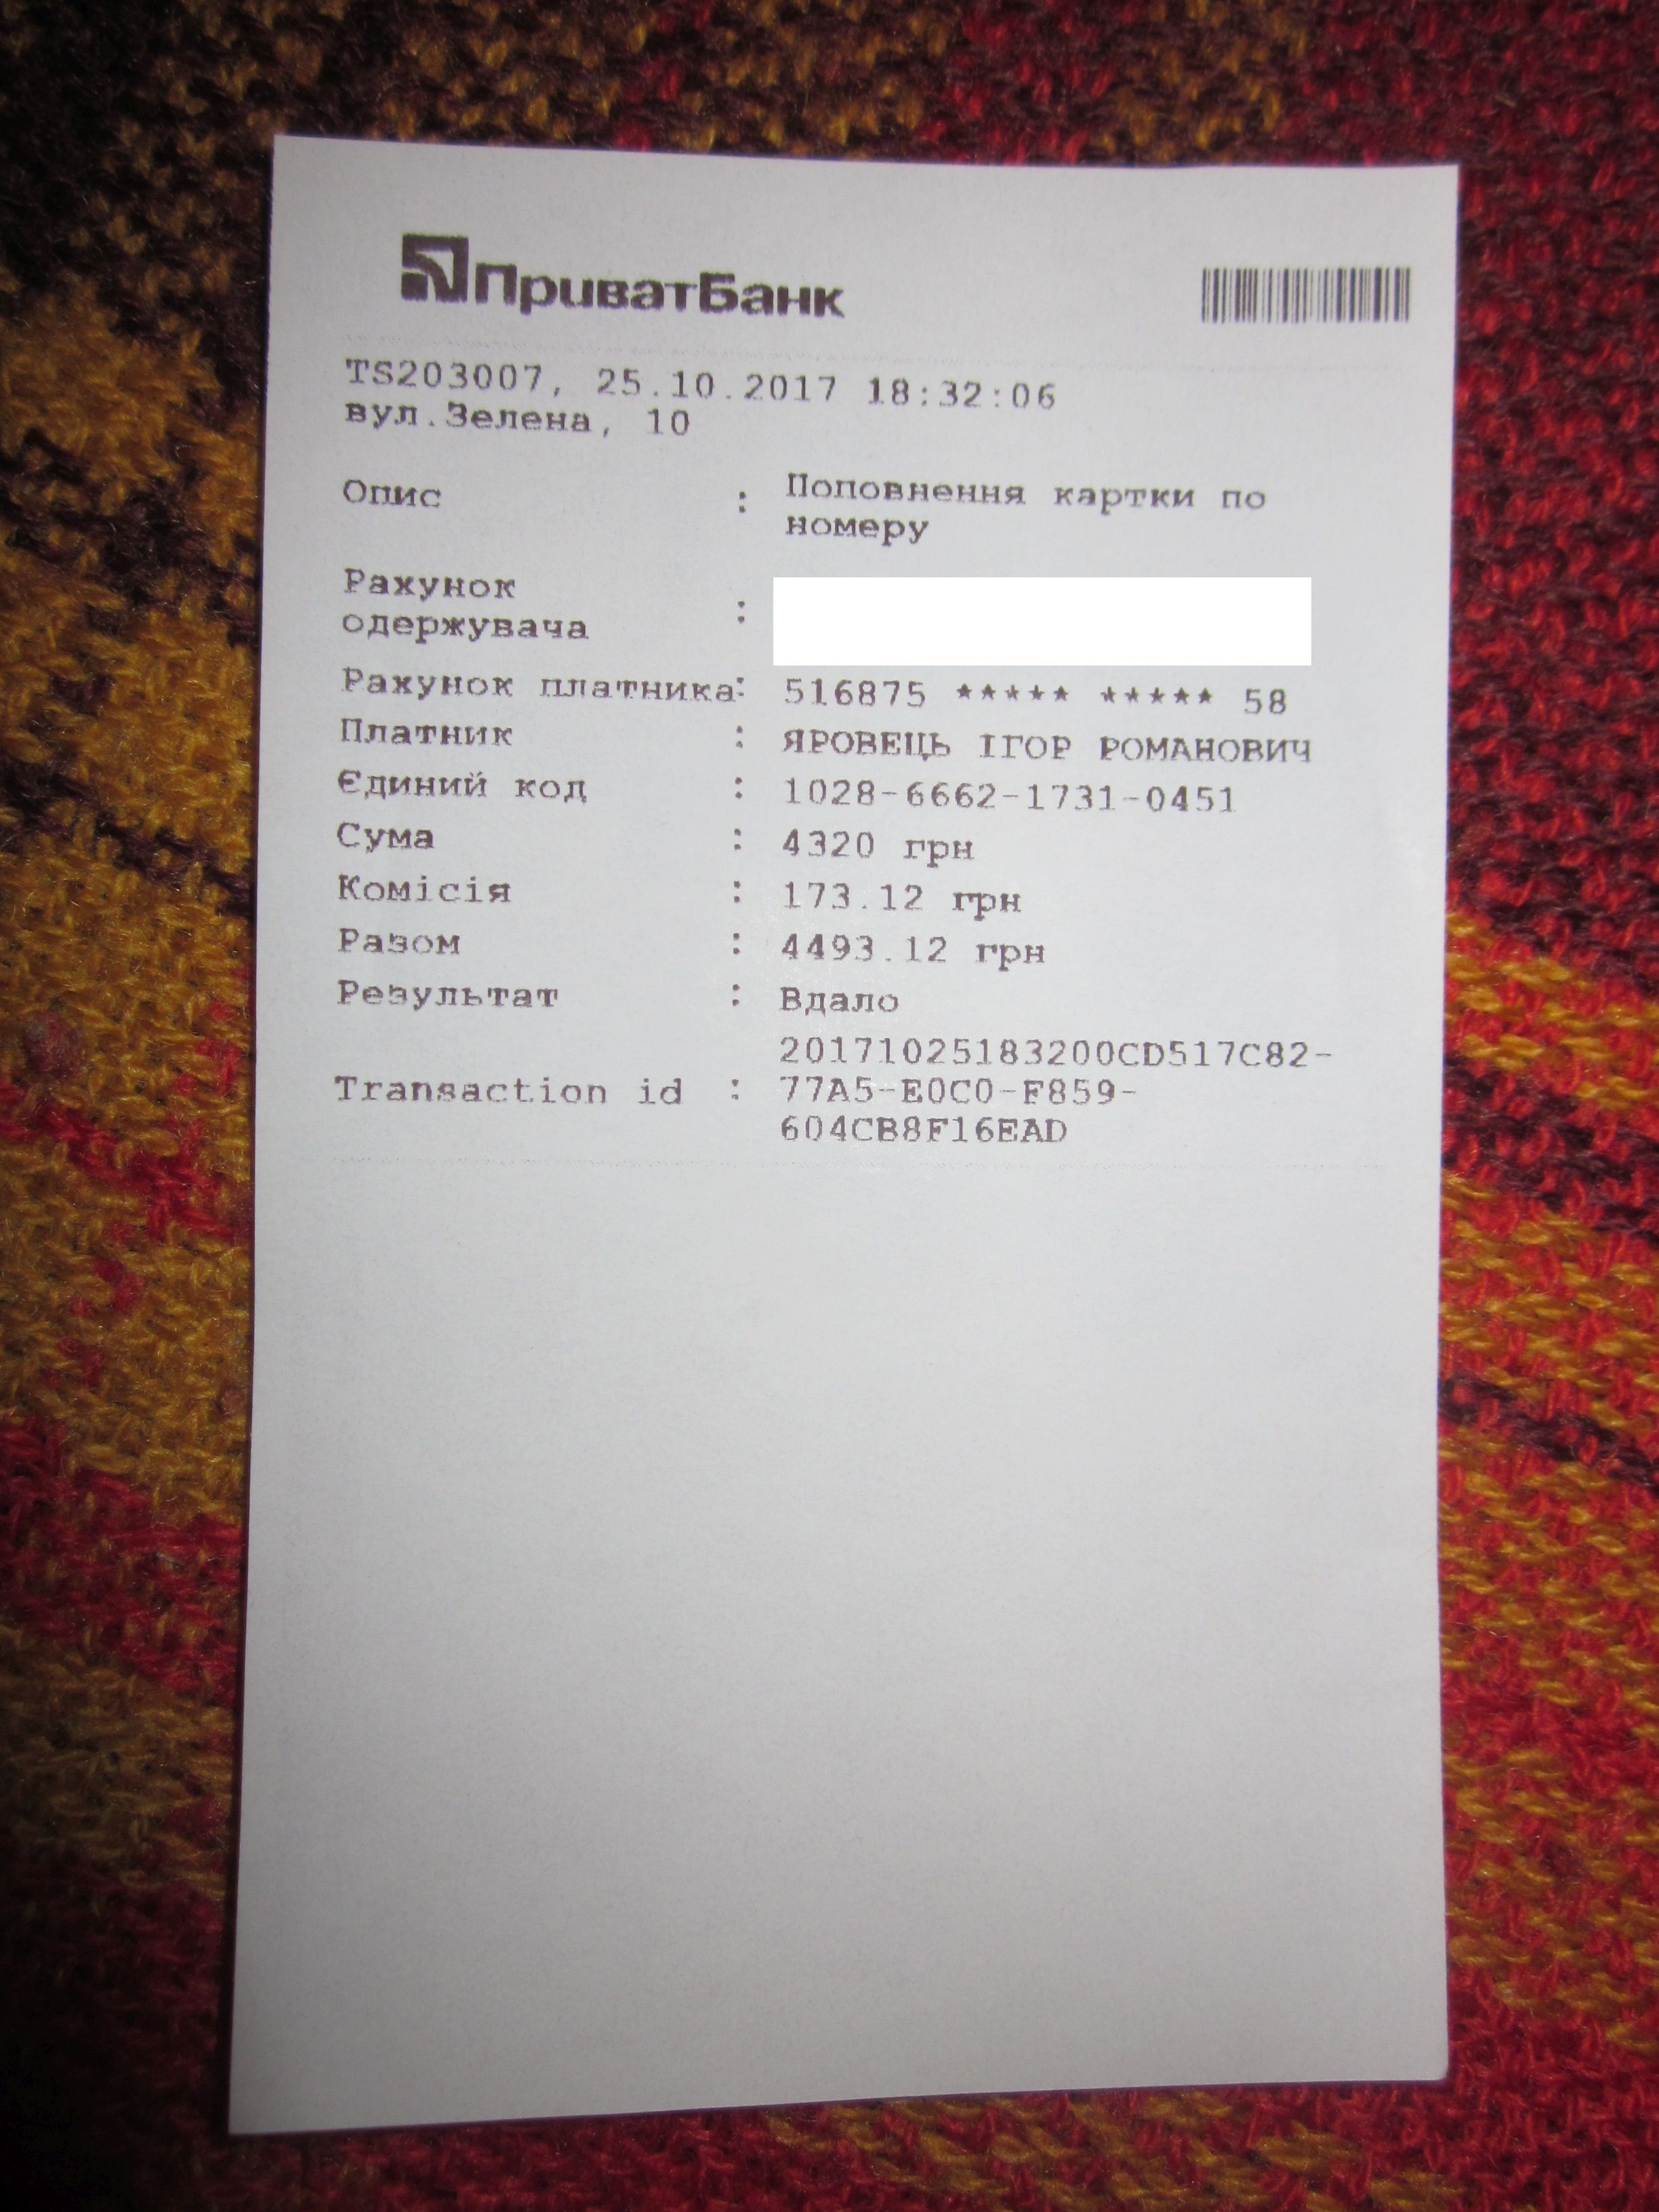 ПриватБанк
TS203007, 25.10.2017 18:32:06
вул.Зелена, 10
Опис : Поповнення картки по
номеру
Рахунок
одержувача :
Рахунок платника: 516875 ***** ***** 58
Платник : ЯРОВЕЦЬ ІГОР РОМАНОВИЧ
Єдиний код : 1028-6662-1731-0451
Сума : 4320 грн
Комісія : 173.12 грн
Разом : 4493.12 грн
Результат : Вдало
20171025183200CD517C82-
Transaction id : 77A5-E0C0-F859-
604CB8F16EAD